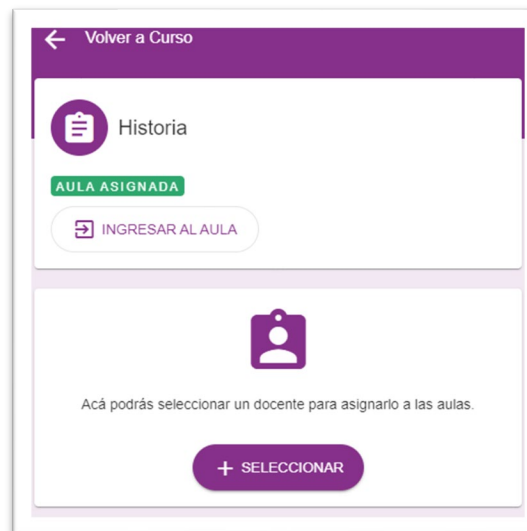 Volver a Curso
Historia
AULA ASIGNADA
INGRESAR AL AULA
Acá podrás seleccionar un docente para asignarlo a las aulas.
+ SELECCIONAR